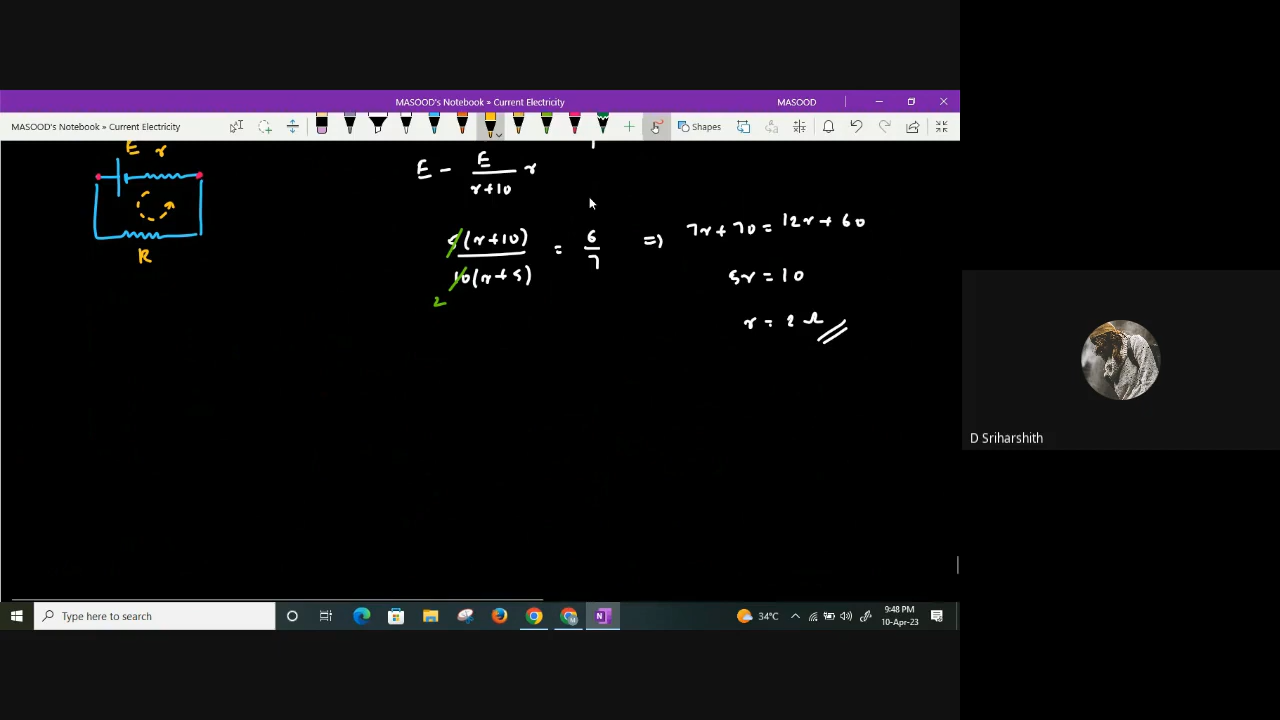 MASOOD's Notebook » Current Electricity
MASOOD
MASOOD's Notebook » Current Electricity
Shapes
E r
R
E - E/(r+10) r
5(r+10)/10(r+5) = 6/7
2
=> 7r + 70 = 12r + 60
5r = 10
r = 2 Ω
D Sriharshith
Type here to search
34°C
9:48 PM
10-Apr-23